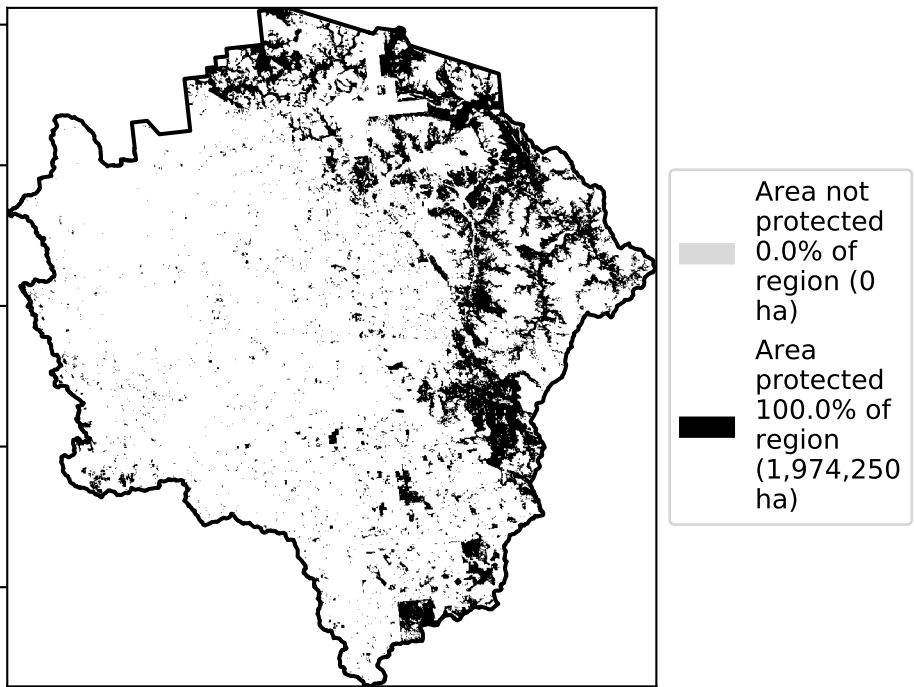 Area not
protected
0.0% of
region (0
ha)
Area
protected
100.0% of
region
(1,974,250
ha)